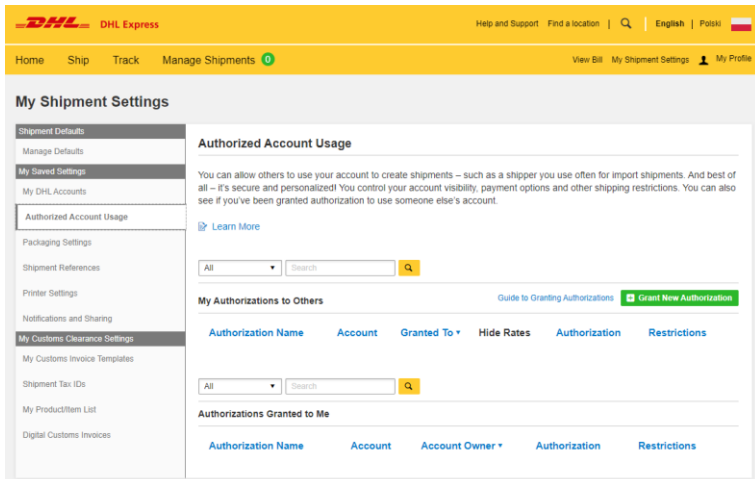 DHL DHL Express
Help and Support Find a location | English | Polski
Home Ship Track Manage Shipments 0
View Bill My Shipment Settings My Profile
My Shipment Settings
Shipment Defaults
Manage Defaults
My Saved Settings
My DHL Accounts
Authorized Account Usage
Packaging Settings
Shipment References
Printer Settings
Notifications and Sharing
My Customs Clearance Settings
My Customs Invoice Templates
Shipment Tax IDs
My Product/Item List
Digital Customs Invoices
Authorized Account Usage
You can allow others to use your account to create shipments – such as a shipper you use often for import shipments. And best of
all – it's secure and personalized! You control your account visibility, payment options and other shipping restrictions. You can also
see if you've been granted authorization to use someone else's account.
Learn More
All Search
My Authorizations to Others Guide to Granting Authorizations Grant New Authorization
Authorization Name Account Granted To Hide Rates Authorization Restrictions
All Search
Authorizations Granted to Me
Authorization Name Account Account Owner Authorization Restrictions